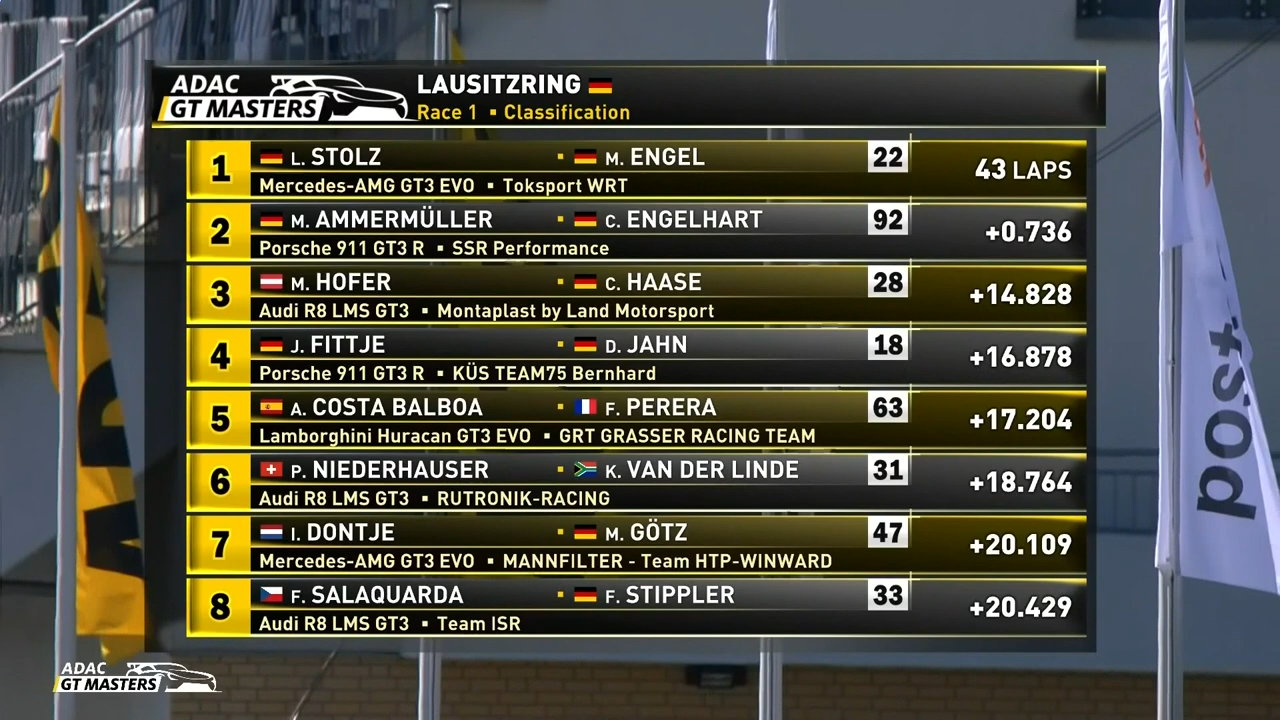 ADAC
GT MASTERS
LAUSITZRING
Race 1 ▪ Classification
1 L. STOLZ ▪ M. ENGEL 22 43 LAPS
Mercedes-AMG GT3 EVO ▪ Toksport WRT
2 M. AMMERMÜLLER ▪ C. ENGELHART 92 +0.736
Porsche 911 GT3 R ▪ SSR Performance
3 M. HOFER ▪ C. HAASE 28 +14.828
Audi R8 LMS GT3 ▪ Montaplast by Land Motorsport
4 J. FITTJE ▪ D. JAHN 18 +16.878
Porsche 911 GT3 R ▪ KÜS TEAM75 Bernhard
5 A. COSTA BALBOA ▪ F. PERERA 63 +17.204
Lamborghini Huracan GT3 EVO ▪ GRT GRASSER RACING TEAM
6 P. NIEDERHAUSER ▪ K. VAN DER LINDE 31 +18.764
Audi R8 LMS GT3 ▪ RUTRONIK-RACING
7 I. DONTJE ▪ M. GÖTZ 47 +20.109
Mercedes-AMG GT3 EVO ▪ MANNFILTER - Team HTP-WINWARD
8 F. SALAQUARDA ▪ F. STIPPLER 33 +20.429
Audi R8 LMS GT3 ▪ Team ISR
post
ADAC
GT MASTERS